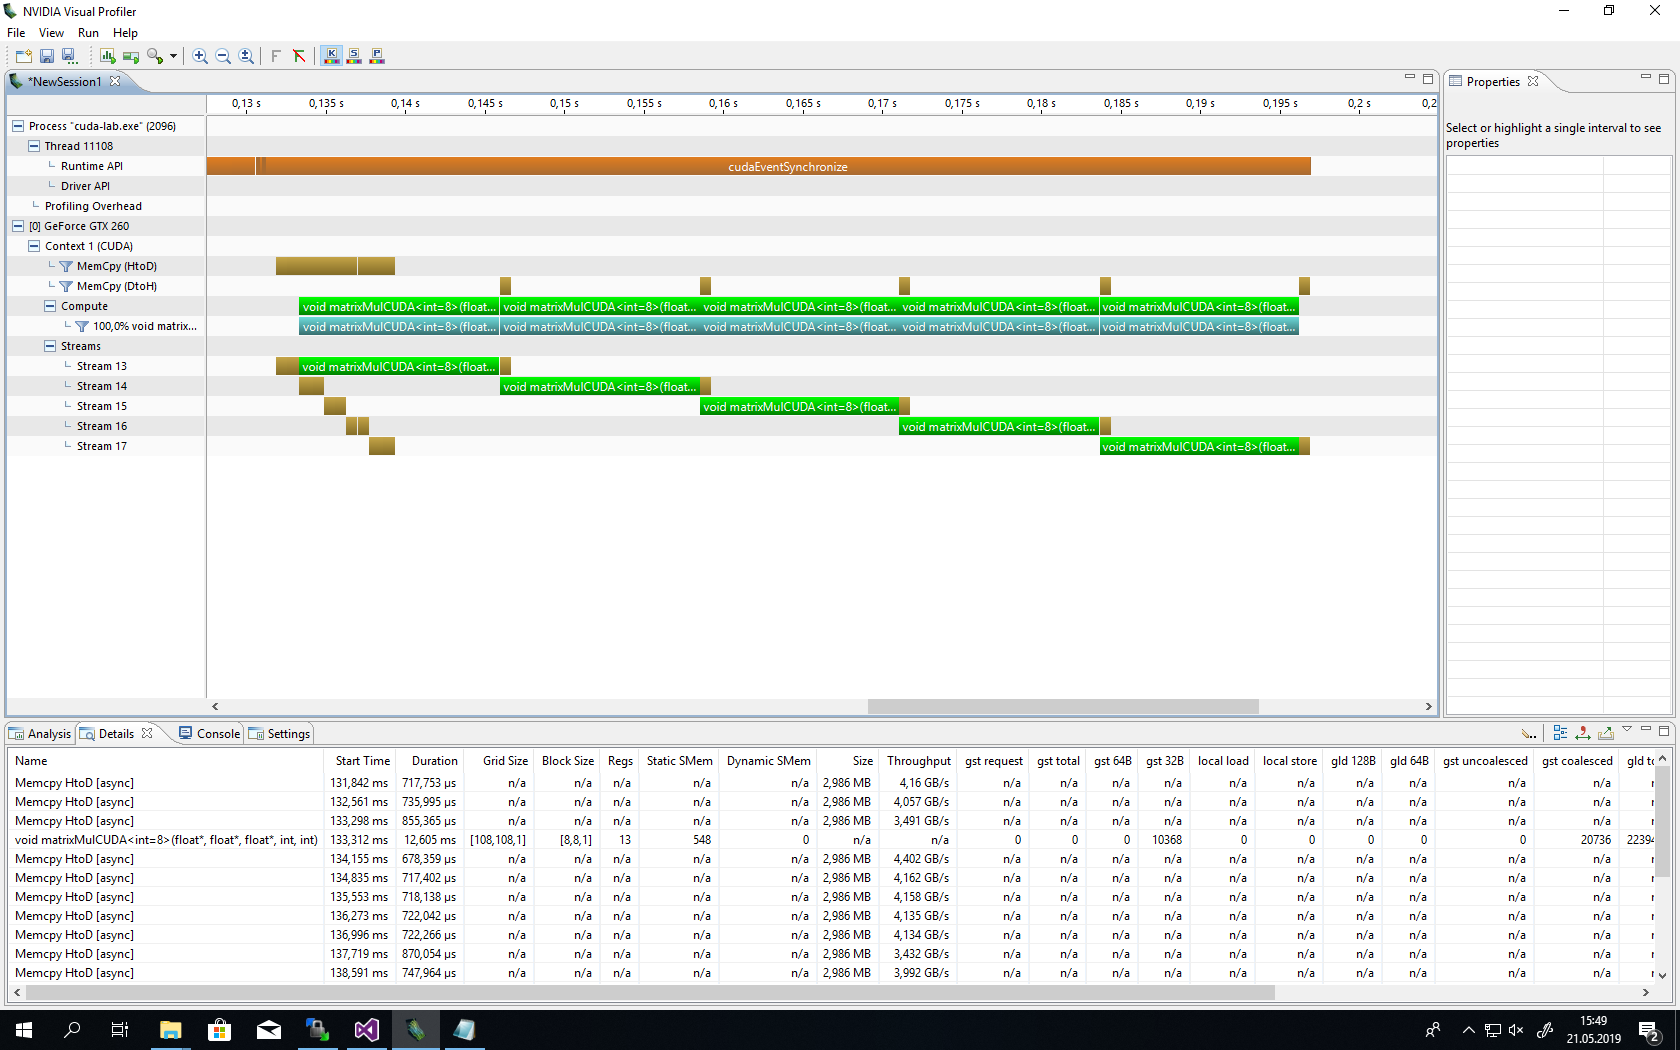 NVIDIA Visual Profiler
File View Run Help
*NewSession1
Properties
0,13 s 0,135 s 0,14 s 0,145 s 0,15 s 0,155 s 0,16 s 0,165 s 0,17 s 0,175 s 0,18 s 0,185 s 0,19 s 0,195 s 0,2 s 0,2
Select or highlight a single interval to see
properties
Process "cuda-lab.exe" (2096)
Thread 11108
Runtime API
cudaEventSynchronize
Driver API
Profiling Overhead
[0] GeForce GTX 260
Context 1 (CUDA)
MemCpy (HtoD)
MemCpy (DtoH)
Compute
void matrixMulCUDA<int=8>(float... void matrixMulCUDA<int=8>(float... void matrixMulCUDA<int=8>(float... void matrixMulCUDA<int=8>(float... void matrixMulCUDA<int=8>(float...
100,0% void matrix...
void matrixMulCUDA<int=8>(float... void matrixMulCUDA<int=8>(float... void matrixMulCUDA<int=8>(float... void matrixMulCUDA<int=8>(float... void matrixMulCUDA<int=8>(float...
Streams
Stream 13
void matrixMulCUDA<int=8>(float...
Stream 14
void matrixMulCUDA<int=8>(float...
Stream 15
void matrixMulCUDA<int=8>(float...
Stream 16
void matrixMulCUDA<int=8>(float...
Stream 17
void matrixMulCUDA<int=8>(float...
Analysis Details Console Settings
Name Start Time Duration Grid Size Block Size Regs Static SMem Dynamic SMem Size Throughput gst request gst total gst 64B gst 32B local load local store gld 128B gld 64B gst uncoalesced gst coalesced gld to
Memcpy HtoD [async] 131,842 ms 717,753 µs n/a n/a n/a n/a n/a 2,986 MB 4,16 GB/s n/a n/a n/a n/a n/a n/a n/a n/a n/a n/a
Memcpy HtoD [async] 132,561 ms 735,995 µs n/a n/a n/a n/a n/a 2,986 MB 4,057 GB/s n/a n/a n/a n/a n/a n/a n/a n/a n/a n/a
Memcpy HtoD [async] 133,298 ms 855,365 µs n/a n/a n/a n/a n/a 2,986 MB 3,491 GB/s n/a n/a n/a n/a n/a n/a n/a n/a n/a n/a
void matrixMulCUDA<int=8>(float*, float*, float*, int, int) 133,312 ms 12,605 ms [108,108,1] [8,8,1] 13 548 0 n/a n/a 0 0 0 10368 0 0 0 0 0 20736 22394
Memcpy HtoD [async] 134,155 ms 678,359 µs n/a n/a n/a n/a n/a 2,986 MB 4,402 GB/s n/a n/a n/a n/a n/a n/a n/a n/a n/a n/a
Memcpy HtoD [async] 134,835 ms 717,402 µs n/a n/a n/a n/a n/a 2,986 MB 4,162 GB/s n/a n/a n/a n/a n/a n/a n/a n/a n/a n/a
Memcpy HtoD [async] 135,553 ms 718,138 µs n/a n/a n/a n/a n/a 2,986 MB 4,158 GB/s n/a n/a n/a n/a n/a n/a n/a n/a n/a n/a
Memcpy HtoD [async] 136,273 ms 722,042 µs n/a n/a n/a n/a n/a 2,986 MB 4,135 GB/s n/a n/a n/a n/a n/a n/a n/a n/a n/a n/a
Memcpy HtoD [async] 136,996 ms 722,266 µs n/a n/a n/a n/a n/a 2,986 MB 4,134 GB/s n/a n/a n/a n/a n/a n/a n/a n/a n/a n/a
Memcpy HtoD [async] 137,719 ms 870,054 µs n/a n/a n/a n/a n/a 2,986 MB 3,432 GB/s n/a n/a n/a n/a n/a n/a n/a n/a n/a n/a
Memcpy HtoD [async] 138,591 ms 747,964 µs n/a n/a n/a n/a n/a 2,986 MB 3,992 GB/s n/a n/a n/a n/a n/a n/a n/a n/a n/a n/a
15:49
21.05.2019
2